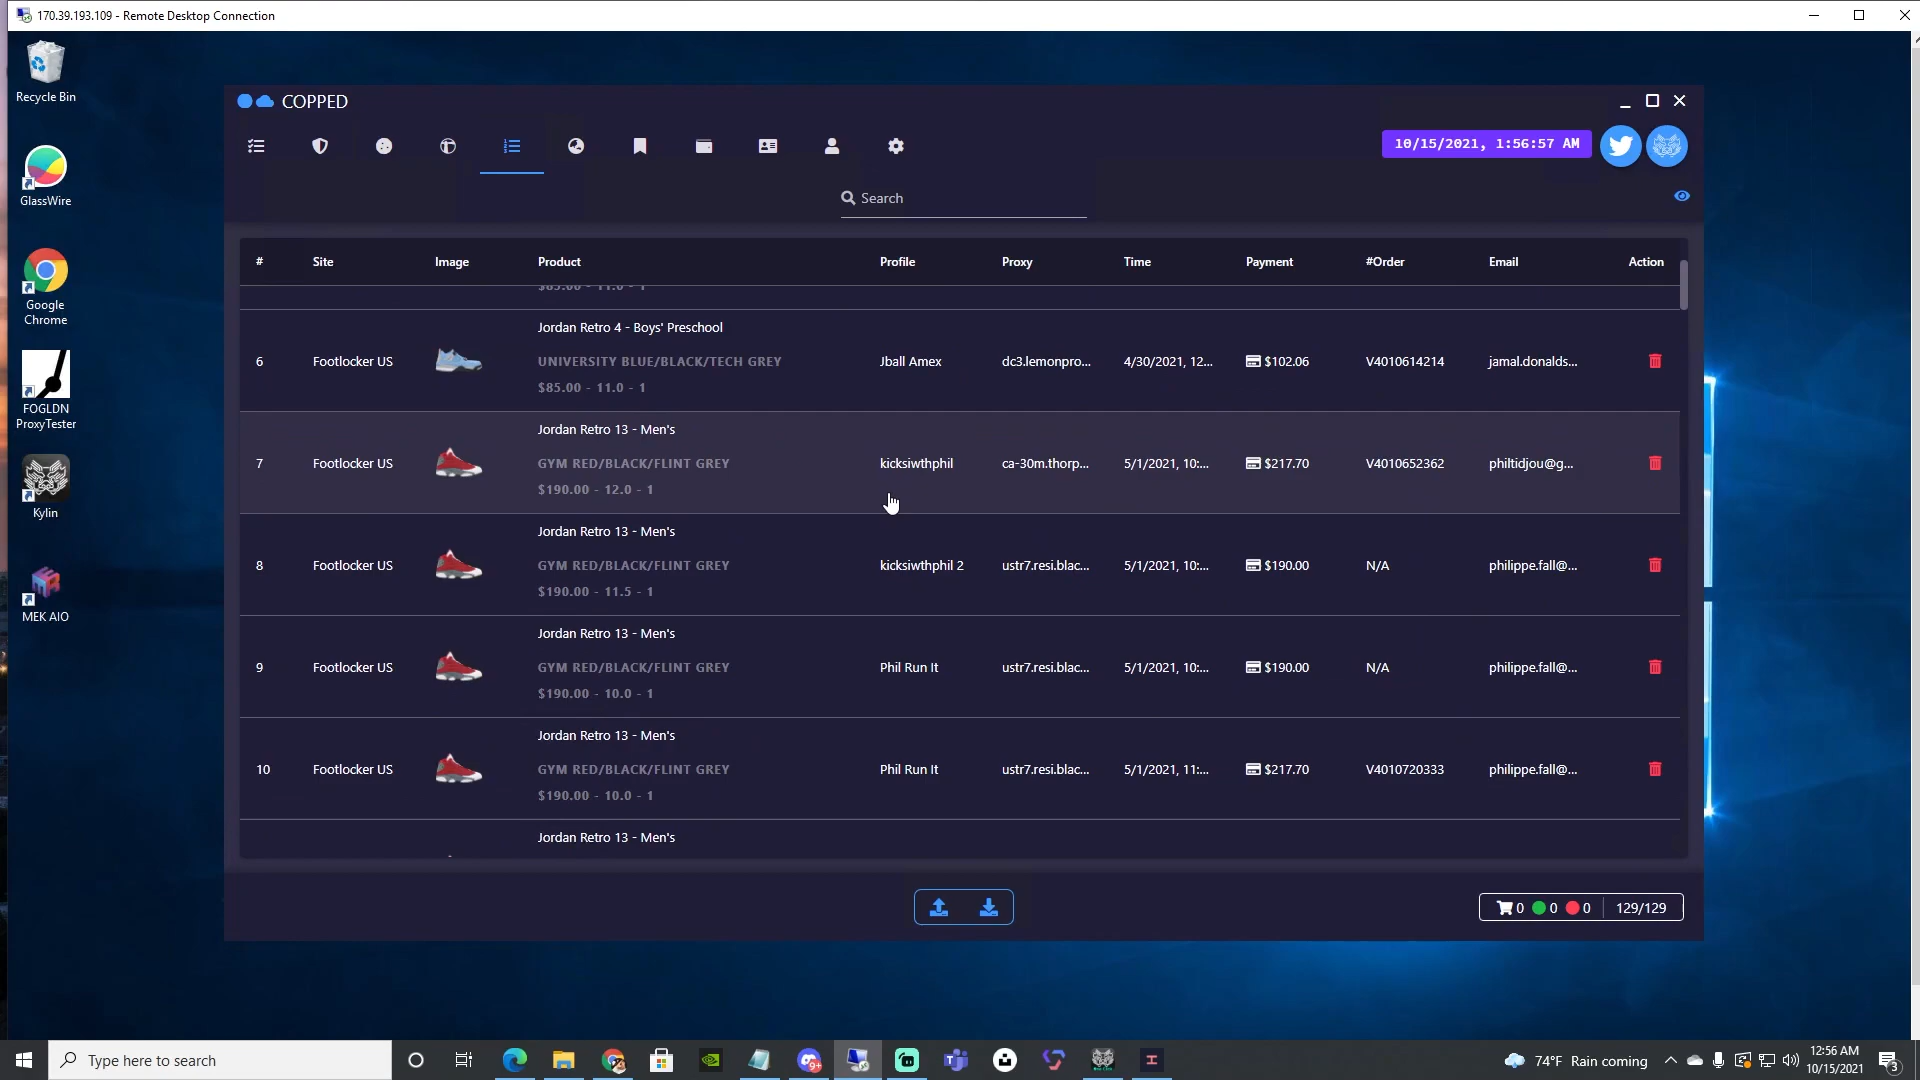 170.39.193.109 - Remote Desktop Connection
Recycle Bin
GlassWire
Google
Chrome
FOGLDN
ProxyTester
Kylin
MEK AIO
COPPED
10/15/2021, 1:56:57 AM
Search
# Site Image Product Profile Proxy Time Payment #Order Email Action
$85.00 - 11.0 - 1
Jordan Retro 4 - Boys' Preschool
6 Footlocker US UNIVERSITY BLUE/BLACK/TECH GREY Jball Amex dc3.lemonpro... 4/30/2021, 12... $102.06 V4010614214 jamal.donalds...
$85.00 - 11.0 - 1
Jordan Retro 13 - Men's
7 Footlocker US GYM RED/BLACK/FLINT GREY kicksiwthphil ca-30m.thorp... 5/1/2021, 10:... $217.70 V4010652362 philtidjou@g...
$190.00 - 12.0 - 1
Jordan Retro 13 - Men's
8 Footlocker US GYM RED/BLACK/FLINT GREY kicksiwthphil 2 ustr7.resi.blac... 5/1/2021, 10:... $190.00 N/A philippe.fall@...
$190.00 - 11.5 - 1
Jordan Retro 13 - Men's
9 Footlocker US GYM RED/BLACK/FLINT GREY Phil Run It ustr7.resi.blac... 5/1/2021, 10:... $190.00 N/A philippe.fall@...
$190.00 - 10.0 - 1
Jordan Retro 13 - Men's
10 Footlocker US GYM RED/BLACK/FLINT GREY Phil Run It ustr7.resi.blac... 5/1/2021, 11:... $217.70 V4010720333 philippe.fall@...
$190.00 - 10.0 - 1
Jordan Retro 13 - Men's
0 0 0 129/129
Type here to search
9+
74°F Rain coming
12:56 AM
10/15/2021
3